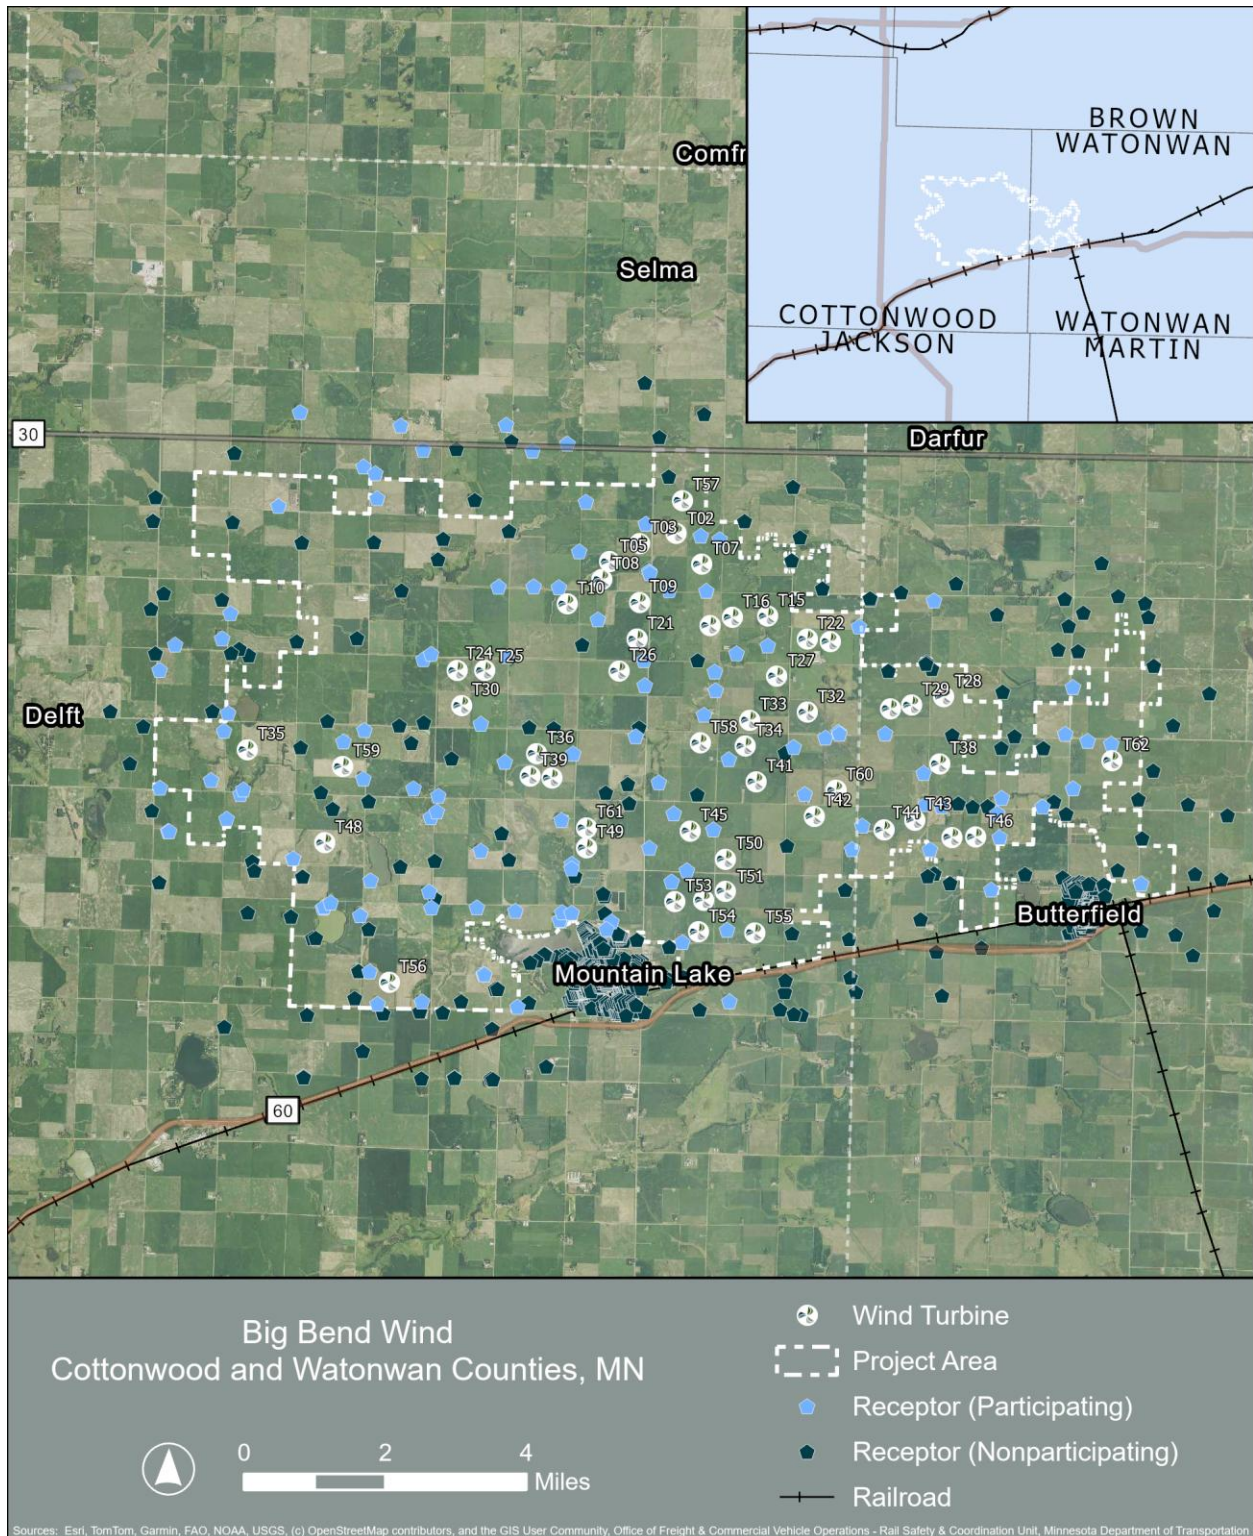 Comfr
BROWN
WATONWAN
Selma
COTTONWOOD
JACKSON
WATONWAN
MARTIN
30
Darfur
T57
T02
T03
T05
T07
T08
T10
T09
T16
T15
T21
T22
T24
T25
T26
T27
T30
T29
T28
T32
Delft
T33
T35
T58
T34
T36
T59
T38
T62
T39
T41
T60
T61
T42
T45
T44
T43
T48
T49
T46
T50
T51
T53
T54
T55
Butterfield
T56
Mountain Lake
60
Big Bend Wind
Cottonwood and Watonwan Counties, MN
0
2
4
Miles
Wind Turbine
Project Area
Receptor (Participating)
Receptor (Nonparticipating)
Railroad
Sources: Esri, TomTom, Garmin, FAO, NOAA, USGS, (c) OpenStreetMap contributors, and the GIS User Community, Office of Freight & Commercial Vehicle Operations - Rail Safety & Coordination Unit, Minnesota Department of Transportation